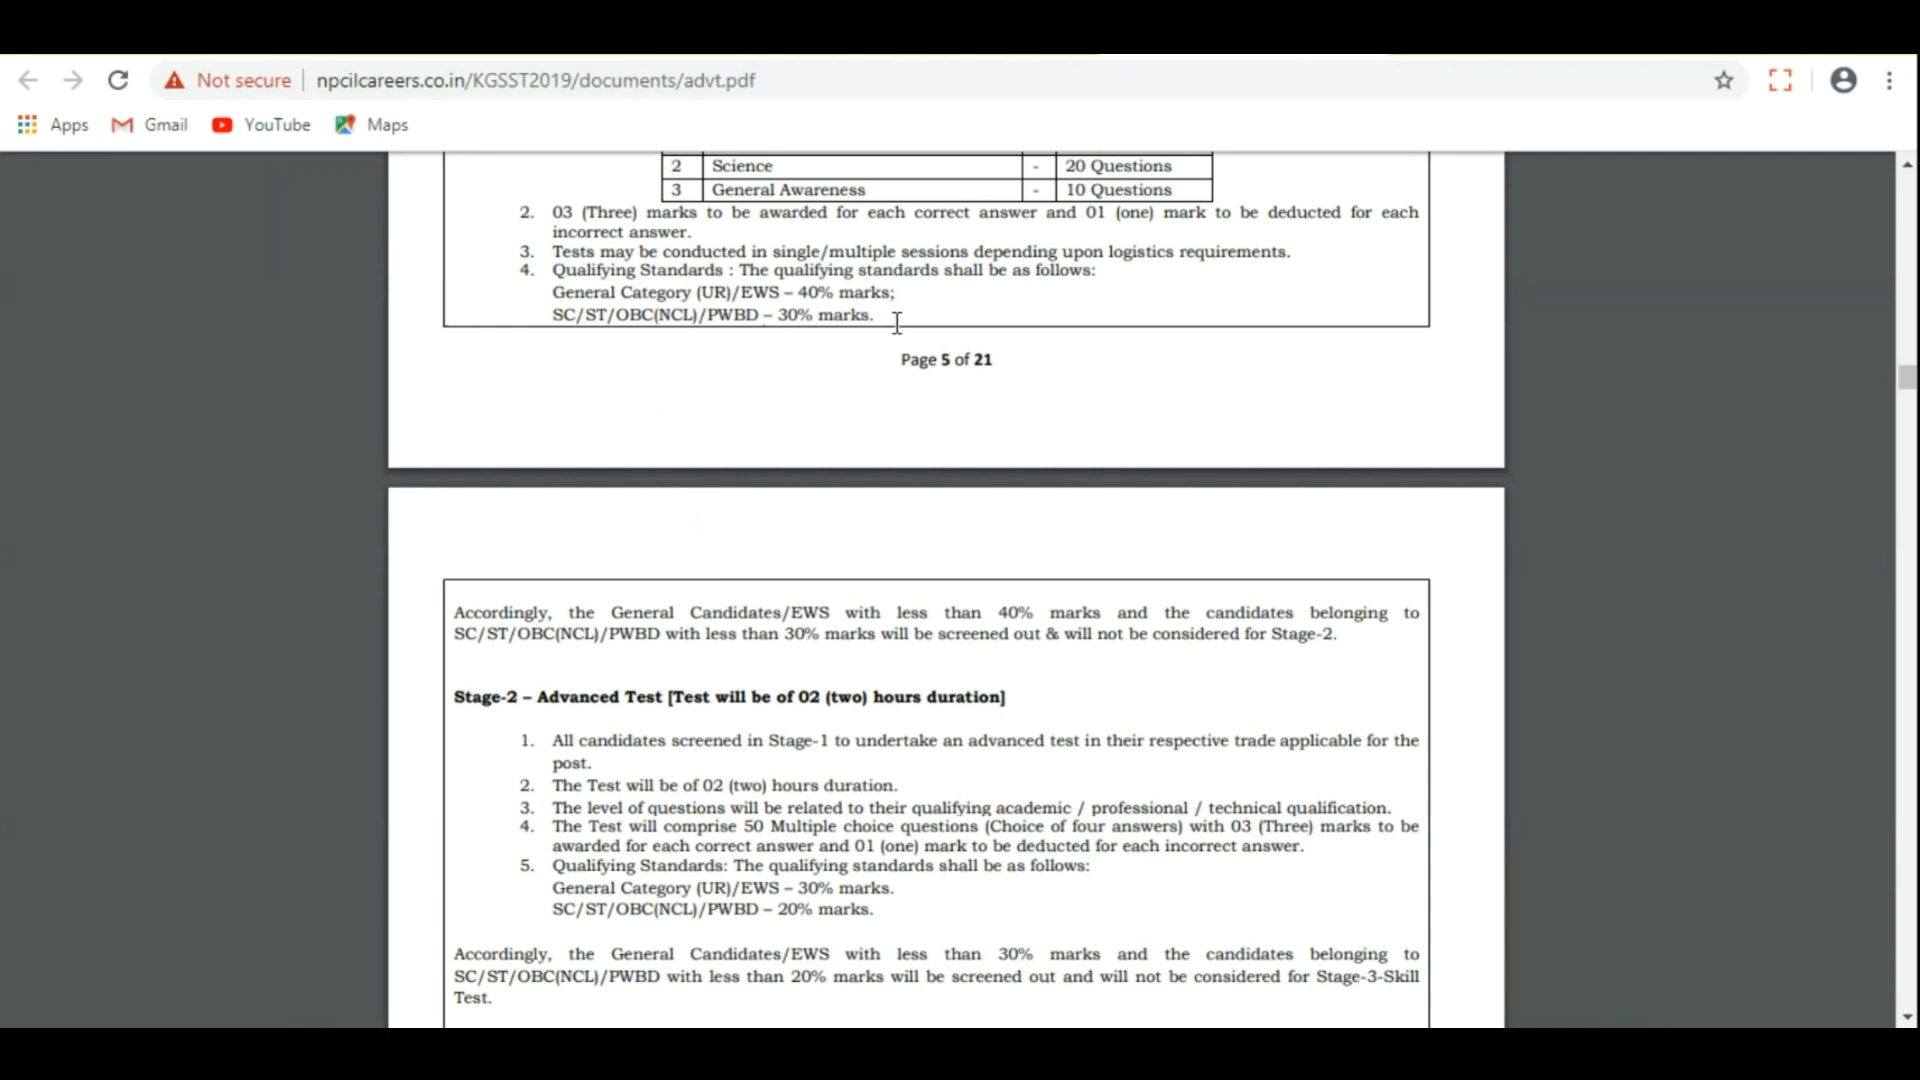 Not secure | npcilcareers.co.in/KGSST2019/documents/advt.pdf
Apps Gmail YouTube Maps
2 Science - 20 Questions
3 General Awareness - 10 Questions
2. 03 (Three) marks to be awarded for each correct answer and 01 (one) mark to be deducted for each
incorrect answer.
3. Tests may be conducted in single/multiple sessions depending upon logistics requirements.
4. Qualifying Standards : The qualifying standards shall be as follows:
General Category (UR)/EWS – 40% marks;
SC/ST/OBC(NCL)/PWBD – 30% marks.
Page 5 of 21
Accordingly, the General Candidates/EWS with less than 40% marks and the candidates belonging to
SC/ST/OBC(NCL)/PWBD with less than 30% marks will be screened out & will not be considered for Stage-2.
Stage-2 – Advanced Test [Test will be of 02 (two) hours duration]
1. All candidates screened in Stage-1 to undertake an advanced test in their respective trade applicable for the
post.
2. The Test will be of 02 (two) hours duration.
3. The level of questions will be related to their qualifying academic / professional / technical qualification.
4. The Test will comprise 50 Multiple choice questions (Choice of four answers) with 03 (Three) marks to be
awarded for each correct answer and 01 (one) mark to be deducted for each incorrect answer.
5. Qualifying Standards: The qualifying standards shall be as follows:
General Category (UR)/EWS – 30% marks.
SC/ST/OBC(NCL)/PWBD – 20% marks.
Accordingly, the General Candidates/EWS with less than 30% marks and the candidates belonging to
SC/ST/OBC(NCL)/PWBD with less than 20% marks will be screened out and will not be considered for Stage-3-Skill
Test.